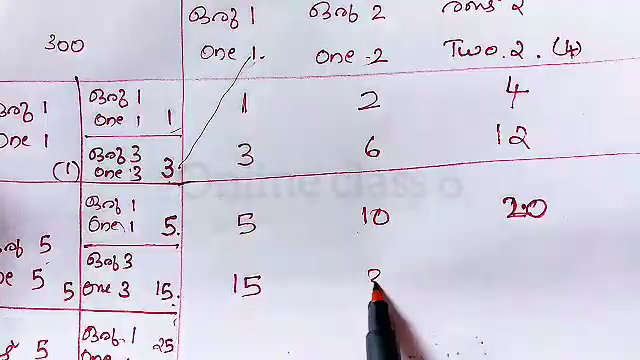 ഒരു 1 ഒരു 2 രണ്ട് 2
300 One 1. One -2 Two.2. (4)
ഒരു 1 ഒരു 1 1 2 4
One 1 One 1 1
(1) ഒരു 3 3 6 12
One 3 3.
ഒരു 1 5 10 20
One 1 5.
ഒരു 5 ഒരു 3 15
5 5 One 3 15.
5 ഒരു 1 25
Online class 6